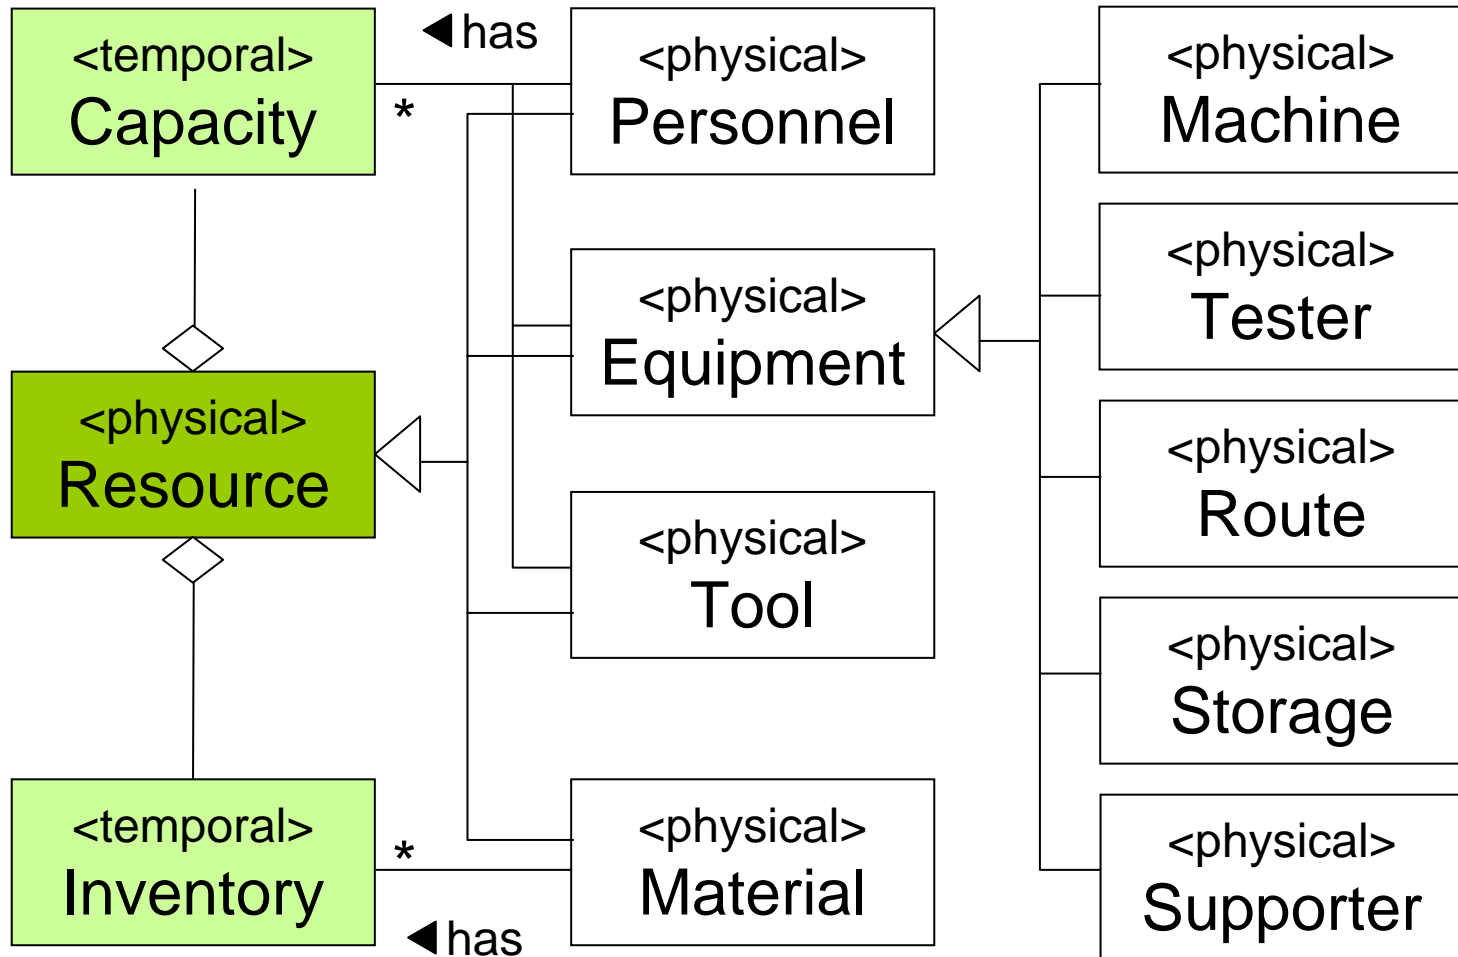 <temporal>
Capacity
*
◀ has
<physical>
Personnel
<physical>
Equipment
<physical>
Resource
<physical>
Tool
<temporal>
Inventory
*
◀ has
<physical>
Material
<physical>
Machine
<physical>
Tester
<physical>
Route
<physical>
Storage
<physical>
Supporter